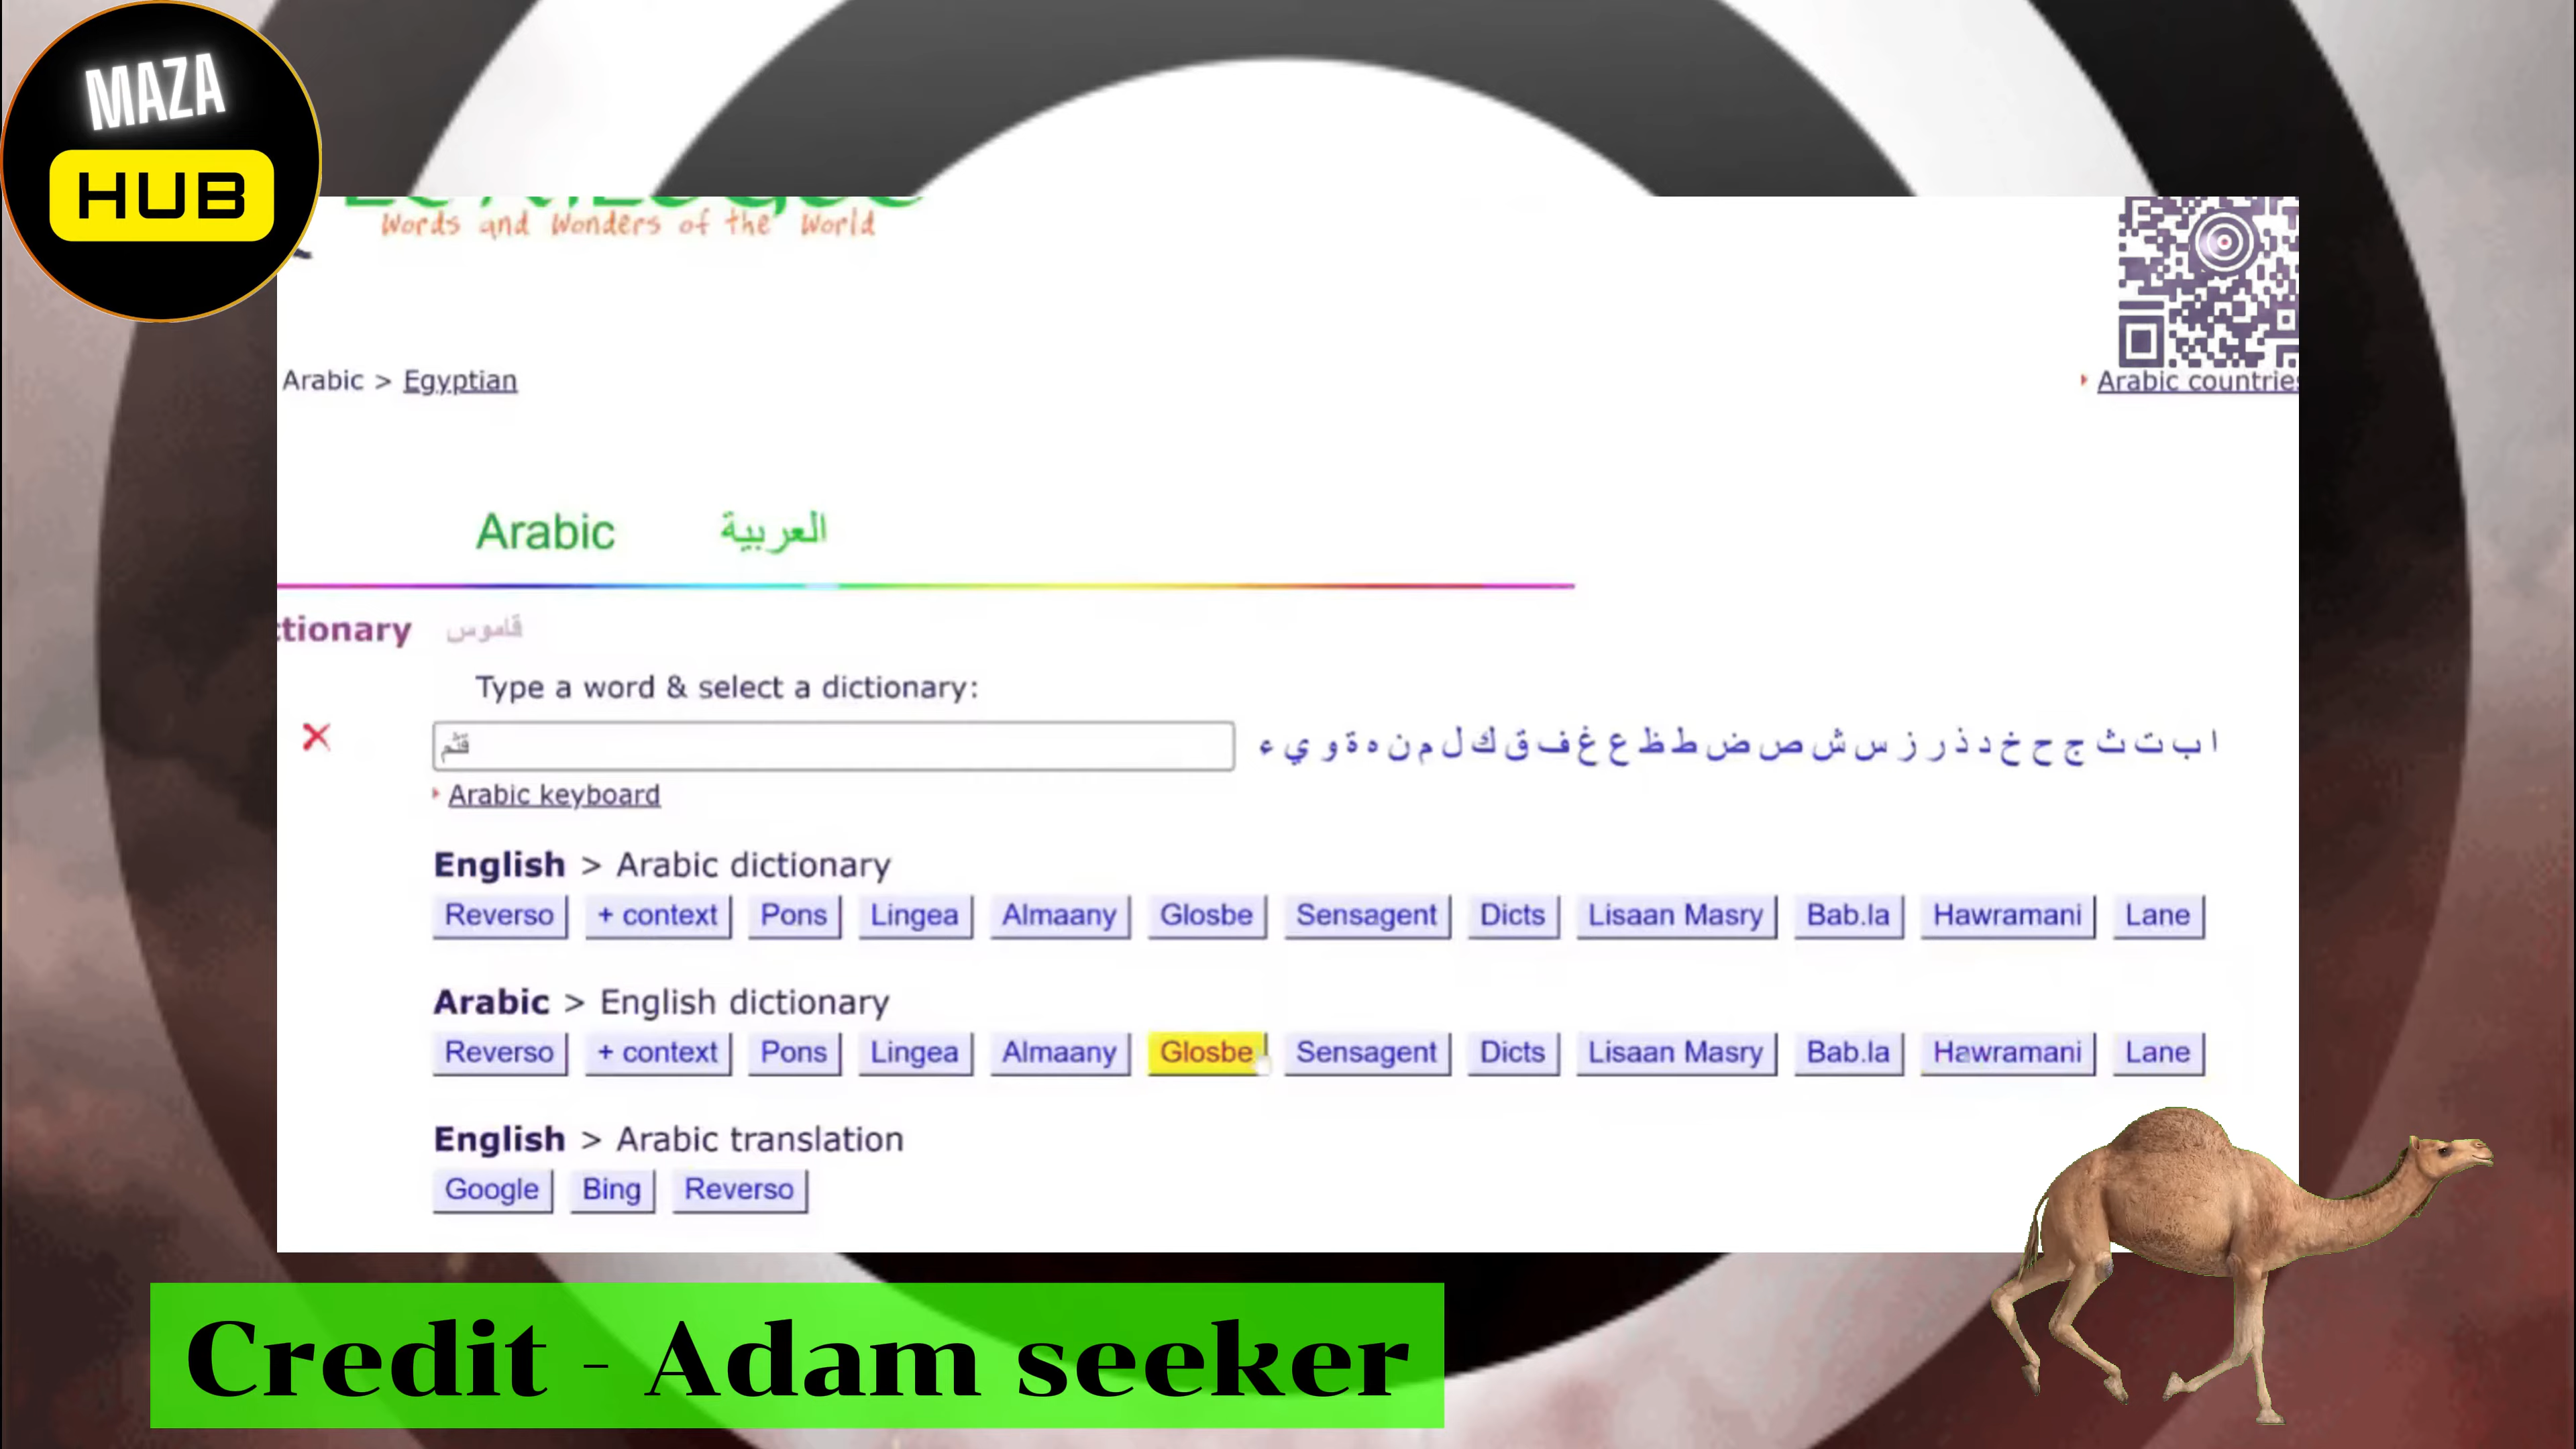 MAZA
HUB
Words and Wonders of the World
Arabic > Egyptian
Arabic countries
Arabic العربية
ctionary قاموس
Type a word & select a dictionary:
قثم
ا ب ت ث ج ح خ د ذ ر ز س ش ص ض ط ظ ع غ ف ق ك ل م ن ه ة و ي ء
Arabic keyboard
English > Arabic dictionary
Reverso + context Pons Lingea Almaany Glosbe Sensagent Dicts Lisaan Masry Bab.la Hawramani Lane
Arabic > English dictionary
Reverso + context Pons Lingea Almaany Glosbe Sensagent Dicts Lisaan Masry Bab.la Hawramani Lane
English > Arabic translation
Google Bing Reverso
Credit - Adam seeker